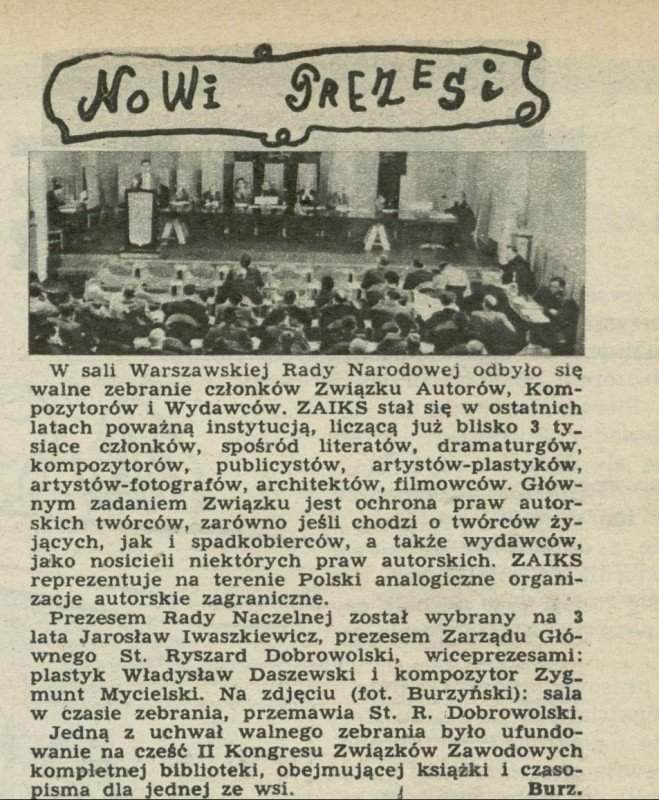 NOWI PREZESI
W sali Warszawskiej Rady Narodowej odbyło się
walne zebranie członków Związku Autorów, Kom-
pozytorów i Wydawców. ZAIKS stał się w ostatnich
latach poważną instytucją, liczącą już blisko 3 ty-
siące członków, spośród literatów, dramaturgów,
kompozytorów, publicystów, artystów-plastyków,
artystów-fotografów, architektów, filmowców. Głów-
nym zadaniem Związku jest ochrona praw autor-
skich twórców, zarówno jeśli chodzi o twórców ży-
jących, jak i spadkobierców, a także wydawców,
jako nosicieli niektórych praw autorskich. ZAIKS
reprezentuje na terenie Polski analogiczne organi-
zacje autorskie zagraniczne.
Prezesem Rady Naczelnej został wybrany na 3
lata Jarosław Iwaszkiewicz, prezesem Zarządu Głó-
wnego St. Ryszard Dobrowolski, wiceprezesami:
plastyk Władysław Daszewski i kompozytor Zyg-
munt Mycielski. Na zdjęciu (fot. Burzyński): sala
w czasie zebrania, przemawia St. R. Dobrowolski.
Jedną z uchwał walnego zebrania było ufundo-
wanie na cześć II Kongresu Związków Zawodowych
kompletnej biblioteki, obejmującej książki i czaso-
pisma dla jednej ze wsi. Burz.